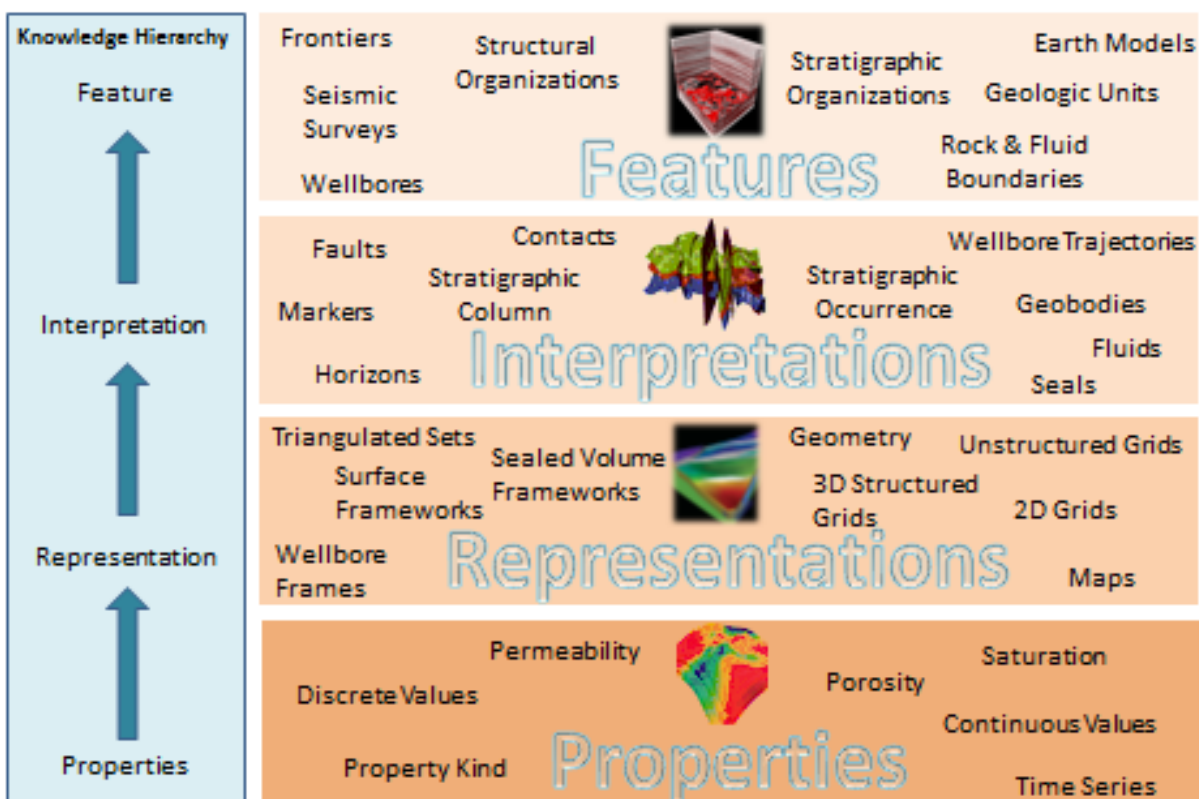 Knowledge Hierarchy
Feature
Interpretation
Representation
Properties
Frontiers
Structural
Organizations
Stratigraphic
Organizations
Earth Models
Seismic
Surveys
Geologic Units
Wellbores
Rock & Fluid
Boundaries
Features
Faults
Contacts
Wellbore Trajectories
Stratigraphic
Column
Stratigraphic
Occurrence
Markers
Geobodies
Horizons
Fluids
Seals
Interpretations
Triangulated Sets
Surface
Frameworks
Sealed Volume
Frameworks
Geometry
Unstructured Grids
3D Structured
Grids
2D Grids
Wellbore
Frames
Maps
Representations
Permeability
Saturation
Discrete Values
Porosity
Continuous Values
Property Kind
Time Series
Properties